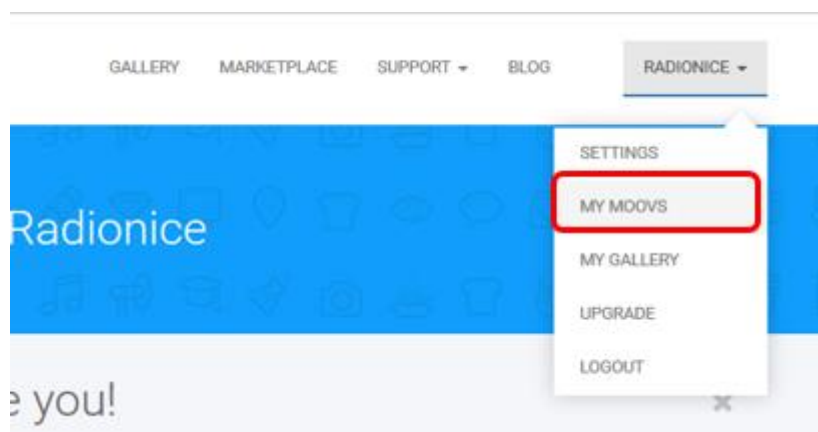 GALLERY MARKETPLACE SUPPORT BLOG RADIONICE
SETTINGS
MY MOOVS
Radionice
MY GALLERY
UPGRADE
LOGOUT
you!